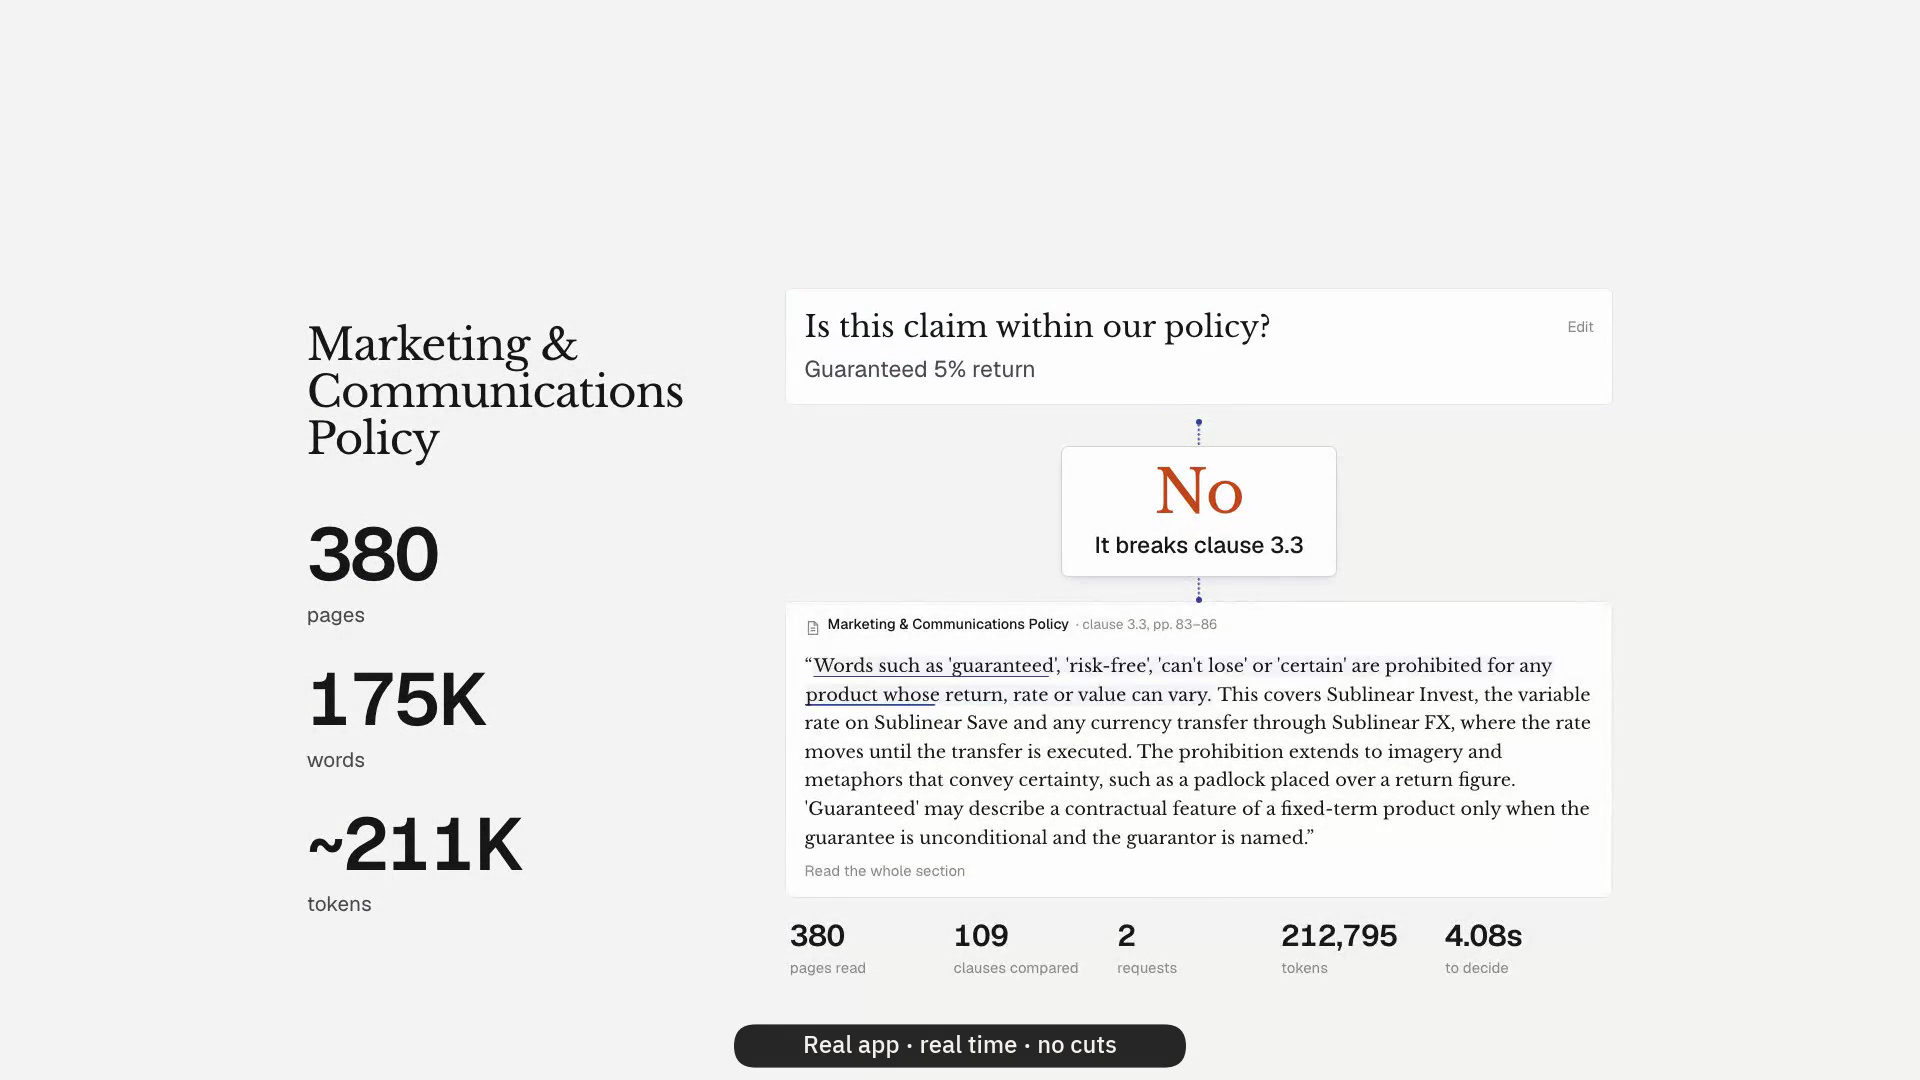 Marketing &
Communications
Policy
380
pages
175K
words
~211K
tokens
Is this claim within our policy?
Edit
Guaranteed 5% return
No
It breaks clause 3.3
Marketing & Communications Policy · clause 3.3, pp. 83–86
“Words such as 'guaranteed', 'risk-free', 'can't lose' or 'certain' are prohibited for any
product whose return, rate or value can vary. This covers Sublinear Invest, the variable
rate on Sublinear Save and any currency transfer through Sublinear FX, where the rate
moves until the transfer is executed. The prohibition extends to imagery and
metaphors that convey certainty, such as a padlock placed over a return figure.
'Guaranteed' may describe a contractual feature of a fixed-term product only when the
guarantee is unconditional and the guarantor is named.”
Read the whole section
380 109 2 212,795 4.08s
pages read clauses compared requests tokens to decide
Real app · real time · no cuts